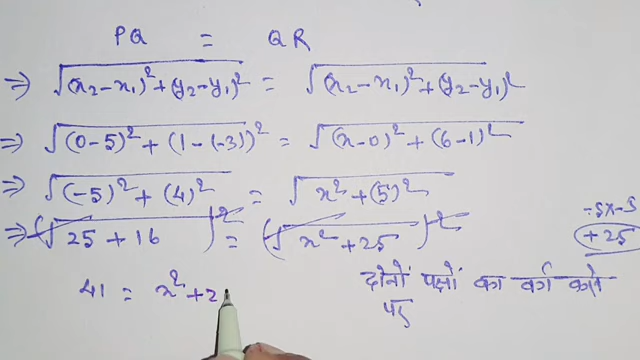 PQ = QR
⇒ √(x₂-x₁)²+(y₂-y₁)² = √(x₂-x₁)²+(y₂-y₁)²
⇒ √(0-5)²+(1-(-3))² = √(x-0)²+(6-1)²
⇒ √(-5)²+(4)² = √x²+(5)²
-5x-5
⇒ (√25+16)² = (√x²+25)²
+25
41 = x²+2
दोनों पक्षों का वर्ग करने
पर